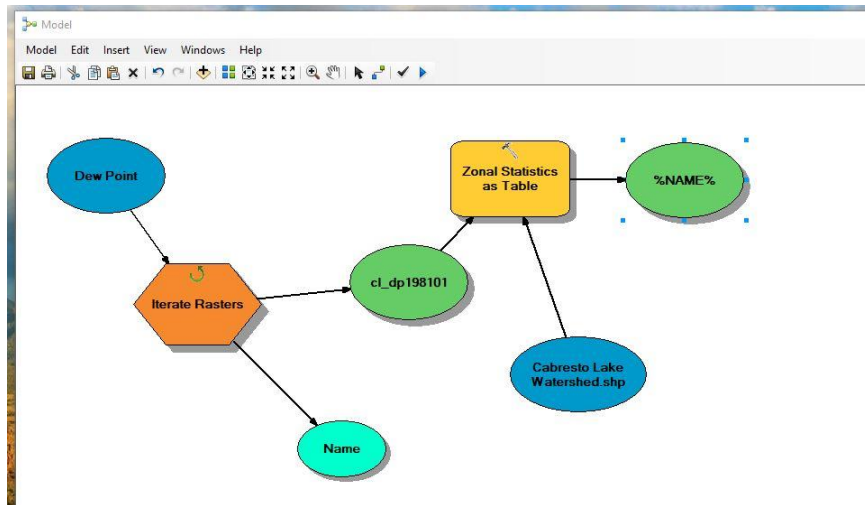 Model
Model Edit Insert View Windows Help
Dew Point
Iterate Rasters
cl_dp198101
Zonal Statistics
as Table
%NAME%
Cabresto Lake
Watershed.shp
Name